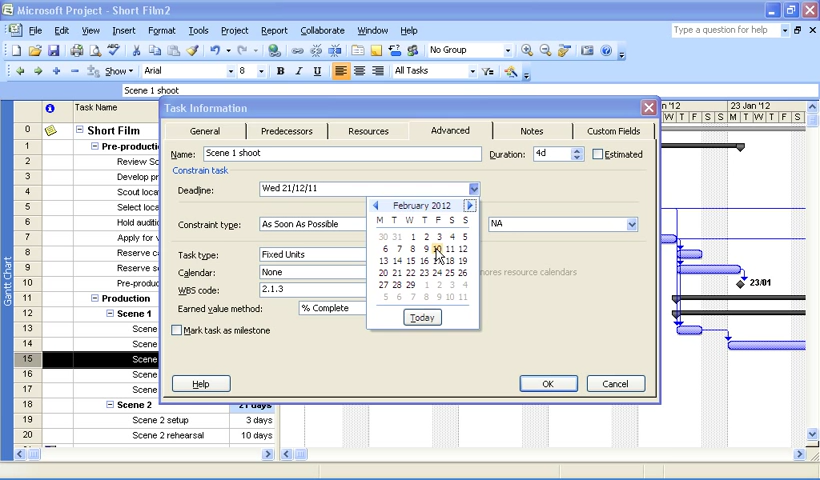 Microsoft Project - Short Film2
File Edit View Insert Format Tools Project Report Collaborate Window Help
Type a question for help
No Group
Show Arial 8 B I U All Tasks
Scene 1 shoot
Task Name
n '12 23 Jan '12
W T F S S M T W T F S
Task Information
General Predecessors Resources Advanced Notes Custom Fields
Name: Scene 1 shoot Duration: 4d Estimated
Constrain task
Deadline: Wed 21/12/11
February 2012
M T W T F S S
30 31 1 2 3 4 5
6 7 8 9 10 11 12
13 14 15 16 18 19
20 21 22 23 24 25 26
27 28 29 1 2 3 4
5 6 7 8 9 10 11
Today
Constraint type: As Soon As Possible NA
Task type: Fixed Units
Calendar: None nores resource calendars
WBS code: 2.1.3
Earned value method: % Complete
Mark task as milestone
Help OK Cancel
Gantt Chart
0 Short Film
1 Pre-producti
2 Review Sc
3 Develop pr
4 Scout loca
5 Select loca
6 Hold auditi
7 Apply for
8 Reserve c
9 Reserve s
10 Pre-produc
11 Production
12 Scene 1
13 Scene
14 Scene
15 Scene
16 Scene
17 Scene
18 Scene 2 21 days
19 Scene 2 setup 3 days
20 Scene 2 rehearsal 10 days
23/01